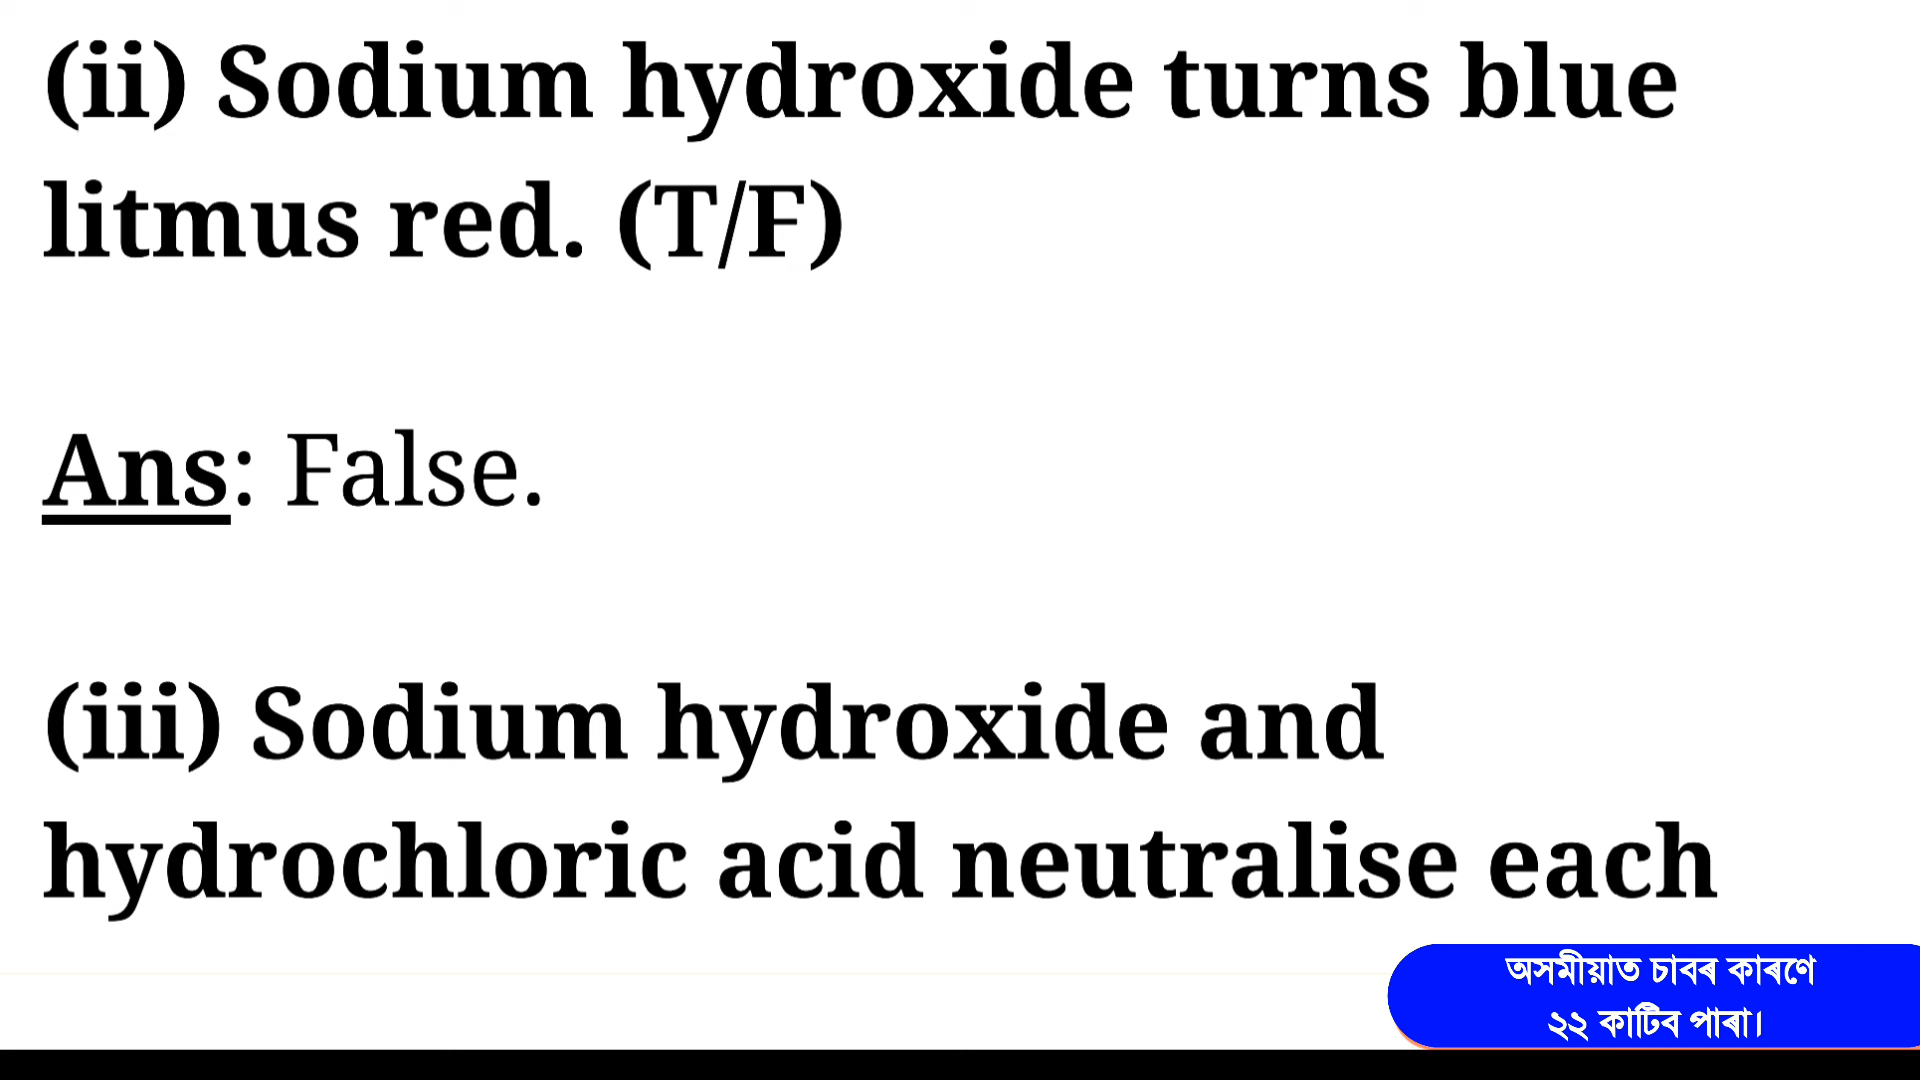 (ii) Sodium hydroxide turns blue
litmus red. (T/F)
Ans: False.
(iii) Sodium hydroxide and
hydrochloric acid neutralise each
অসমীয়াত চাবৰ কাৰণে
২২ কাটিব পাৰা।